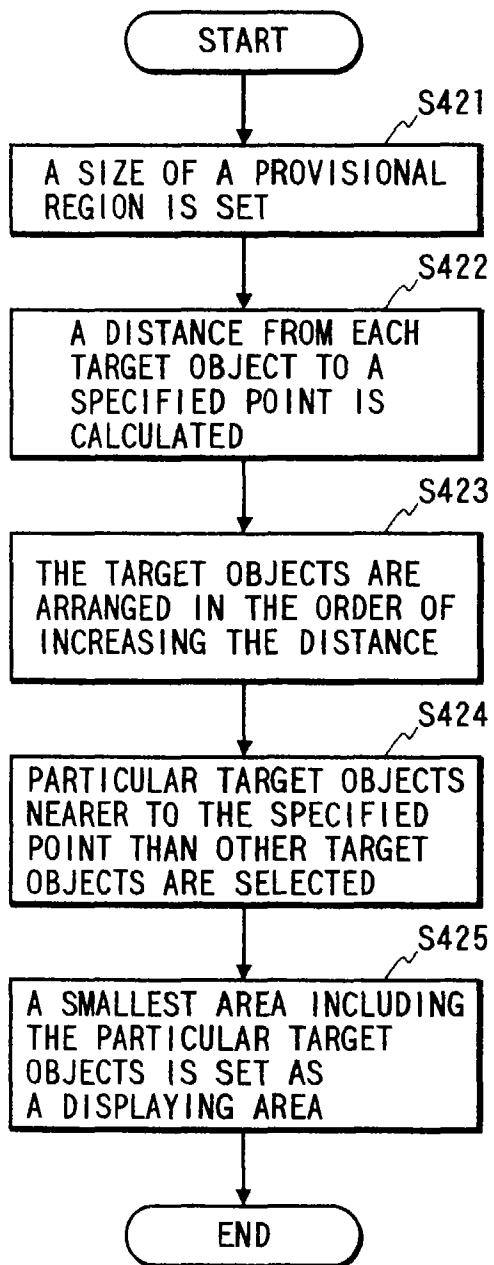 START
S421
A SIZE OF A PROVISIONAL
REGION IS SET
S422
A DISTANCE FROM EACH
TARGET OBJECT TO A
SPECIFIED POINT IS
CALCULATED
S423
THE TARGET OBJECTS ARE
ARRANGED IN THE ORDER OF
INCREASING THE DISTANCE
S424
PARTICULAR TARGET OBJECTS
NEARER TO THE SPECIFIED
POINT THAN OTHER TARGET
OBJECTS ARE SELECTED
S425
A SMALLEST AREA INCLUDING
THE PARTICULAR TARGET
OBJECTS IS SET AS
A DISPLAYING AREA
END